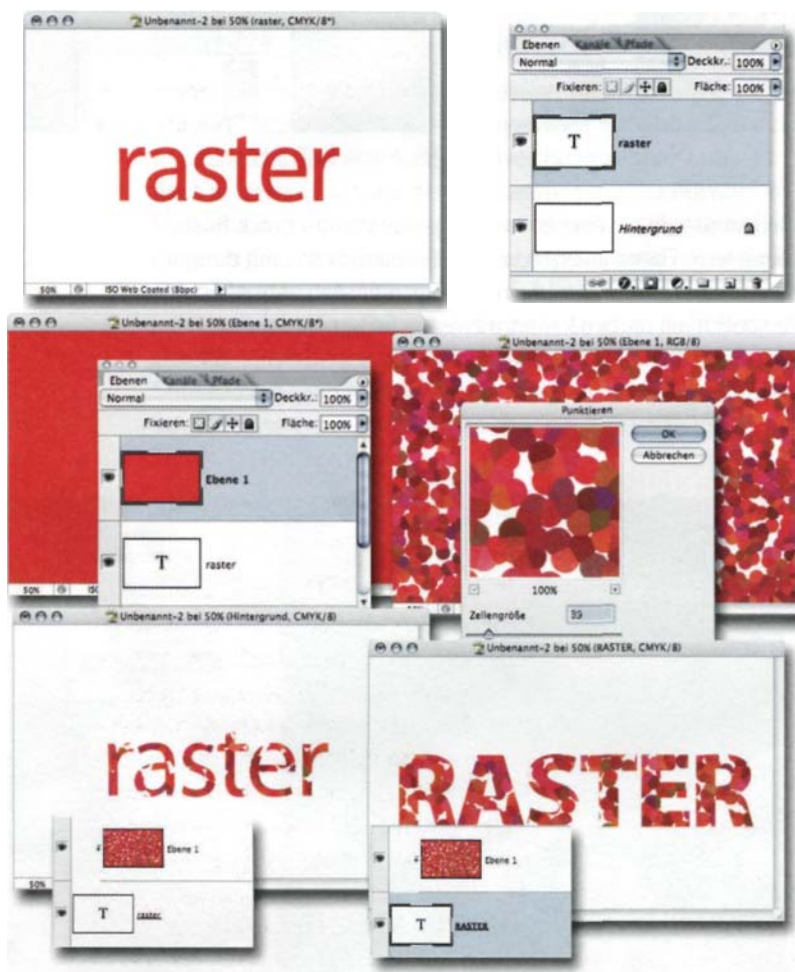 Unbenannt-2 bei 50% (raster, CMYK/8*)
raster
50%
ISO Web Coated (8bpc)
Ebenen Kanäle Pfade
Normal Deckkr.: 100%
Fixieren: Fläche: 100%
T raster
Hintergrund
Unbenannt-2 bei 50% (Ebene 1, CMYK/8*)
50%
Ebenen Kanäle Pfade
Normal Deckkr.: 100%
Fixieren: Fläche: 100%
Ebene 1
T raster
Unbenannt-2 bei 50% (Ebene 1, RGB/8)
Punktieren
OK
Abbrechen
100%
Zellengröße 39
Unbenannt-2 bei 50% (Hintergrund, CMYK/8)
raster
50%
Ebene 1
T raster
Unbenannt-2 bei 50% (RASTER, CMYK/8)
RASTER
Ebene 1
T RASTER